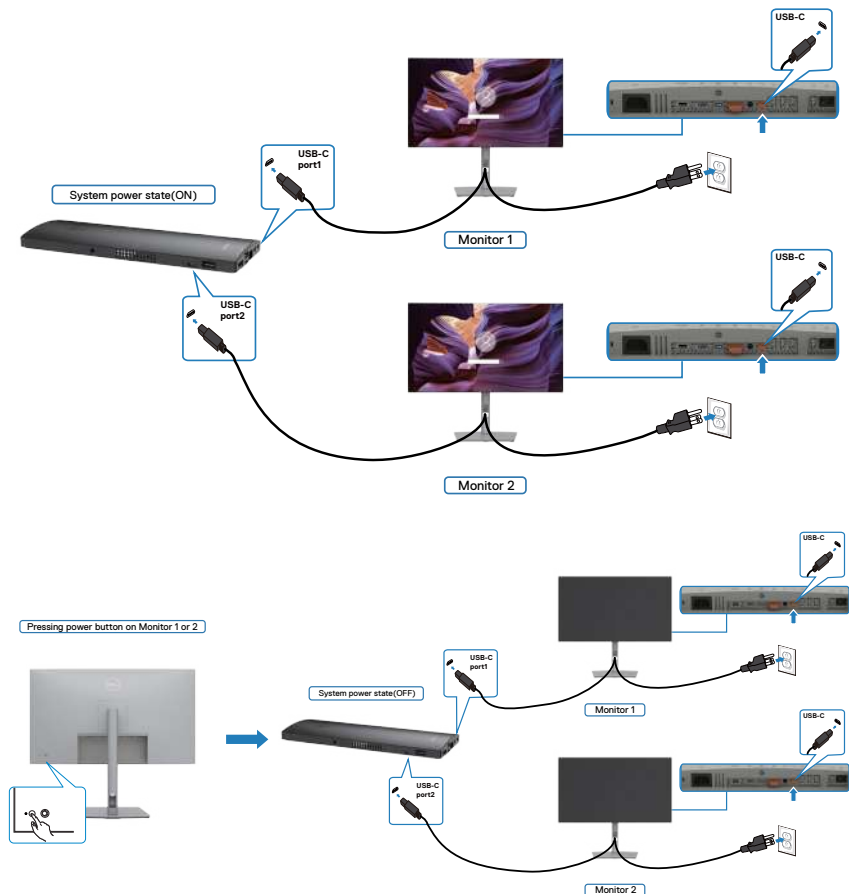 USB-C
USB-C
port1
System power state(ON)
Monitor 1
USB-C
USB-C
port2
Monitor 2
USB-C
Pressing power button on Monitor 1 or 2
USB-C
port1
System power state(OFF)
Monitor 1
USB-C
USB-C
port2
Monitor 2
DELL